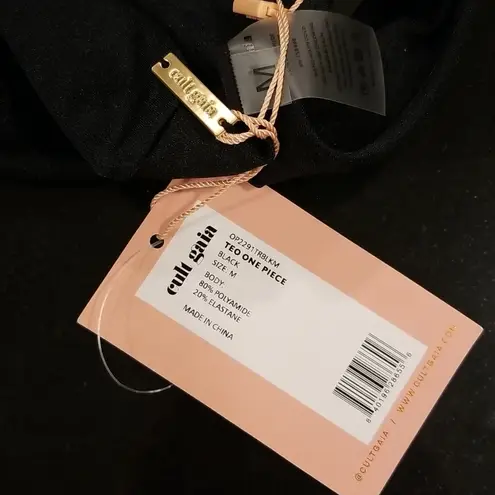 cult gaia
M
cult gaia
OP2291TRBLKM
TEO ONE PIECE
BLACK
SIZE M
BODY
80% POLYAMIDE
20% ELASTANE
MADE IN CHINA
@CULTGAIA / WWW.CULTGAIA.COM